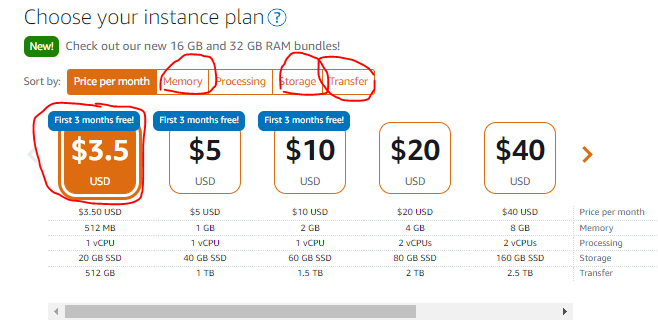 Choose your instance plan ?
New! Check out our new 16 GB and 32 GB RAM bundles!
Sort by: Price per month Memory Processing Storage Transfer
First 3 months free! First 3 months free! First 3 months free!
$3.5 $5 $10 $20 $40
USD USD USD USD USD
$3.50 USD $5 USD $10 USD $20 USD $40 USD Price per month
512 MB 1 GB 2 GB 4 GB 8 GB Memory
1 vCPU 1 vCPU 1 vCPU 2 vCPUs 2 vCPUs Processing
20 GB SSD 40 GB SSD 60 GB SSD 80 GB SSD 160 GB SSD Storage
512 GB 1 TB 1.5 TB 2 TB 2.5 TB Transfer